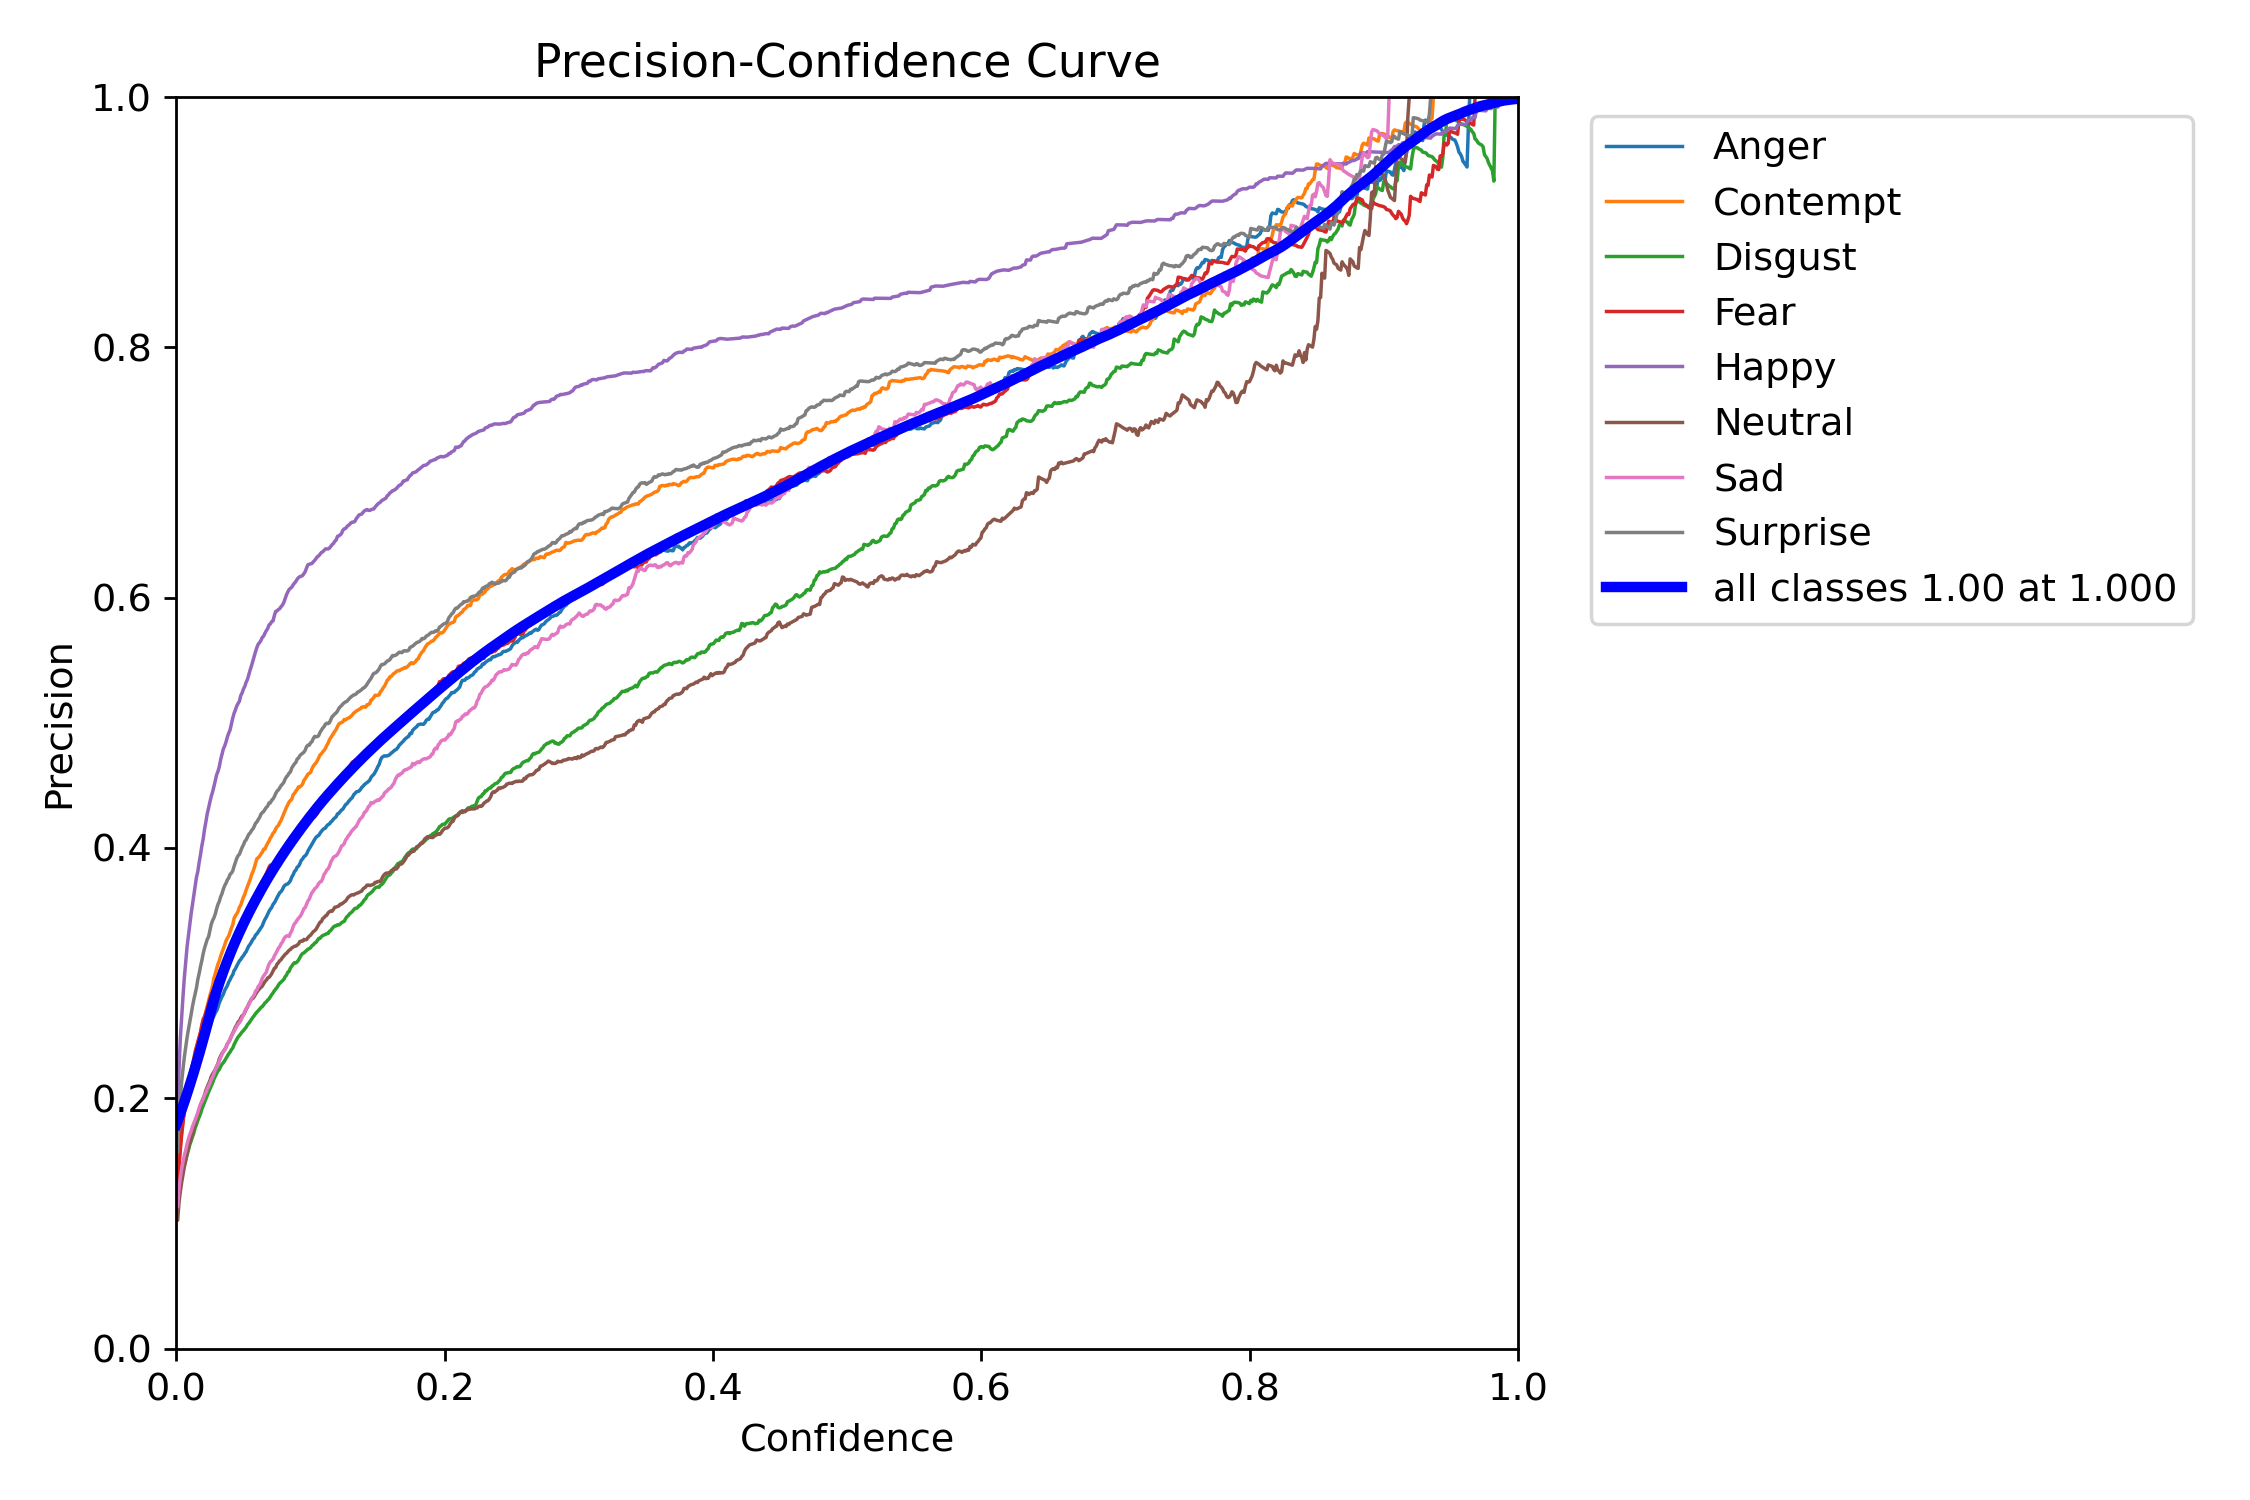 Precision-Confidence Curve
1.0
0.8
0.6
0.4
0.2
0.0
Precision
0.0 0.2 0.4 0.6 0.8 1.0
Confidence
Anger
Contempt
Disgust
Fear
Happy
Neutral
Sad
Surprise
all classes 1.00 at 1.000